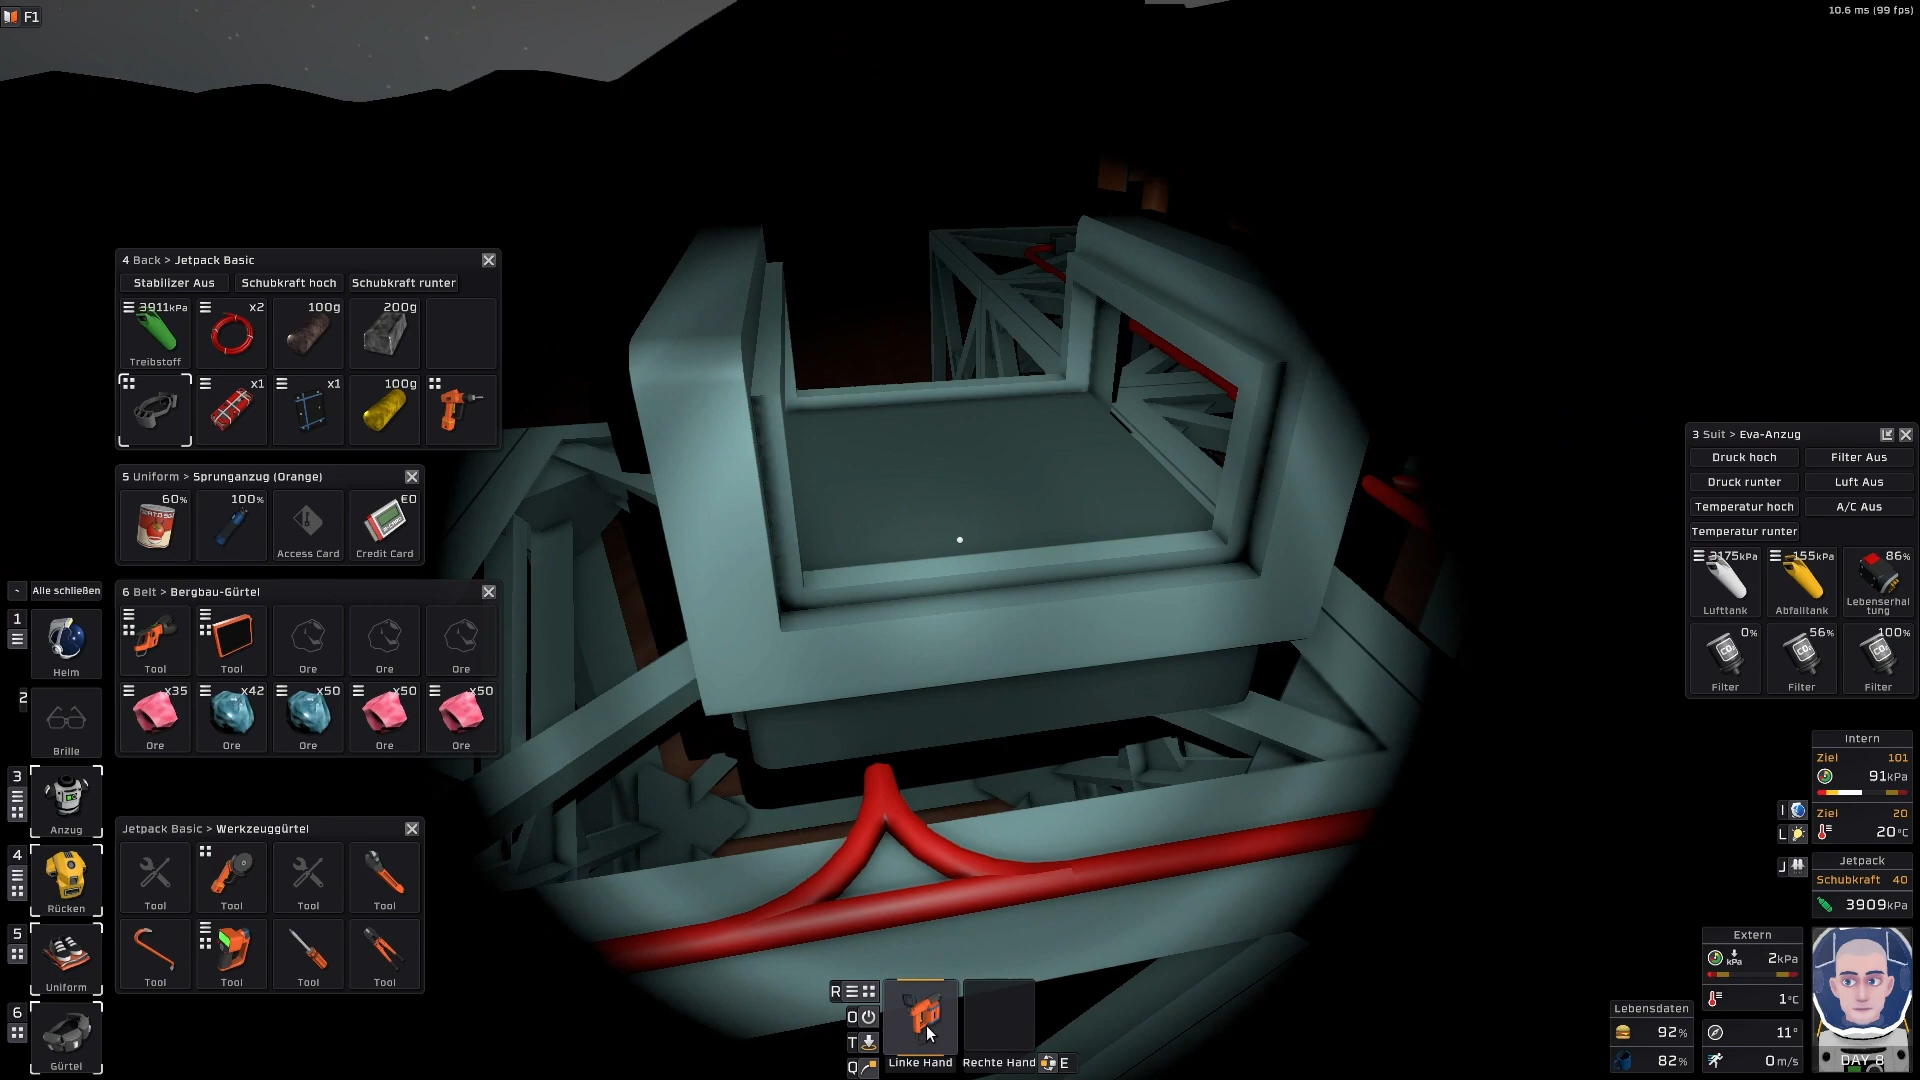 F1
10.6 ms (99 fps)
4 Back > Jetpack Basic
Stabilizer Aus
Schubkraft hoch
Schubkraft runter
3911kPa
x2
100g
200g
Treibstoff
x1
x1
100g
5 Uniform > Sprunganzug (Orange)
60%
100%
€0
Access Card
Credit Card
6 Belt > Bergbau-Gürtel
Tool
Tool
Ore
Ore
Ore
x35
x42
x50
x50
x50
Ore
Ore
Ore
Ore
Ore
Jetpack Basic > Werkzeuggürtel
Tool
Tool
Tool
Tool
Tool
Tool
Tool
Tool
~
Alle schließen
1
Helm
2
Brille
3
Anzug
4
Rücken
5
Uniform
6
Gürtel
R
O
T
Q
Linke Hand
Rechte Hand
E
3 Suit > Eva-Anzug
Druck hoch
Filter Aus
Druck runter
Luft Aus
Temperatur hoch
A/C Aus
Temperatur runter
3175kPa
155kPa
86%
Lufttank
Abfalltank
Lebenserhaltung
0%
56%
100%
Filter
Filter
Filter
Intern
Ziel 101
91kPa
Ziel 20
20°C
I
L
J
Jetpack
Schubkraft 40
3909kPa
Extern
kPa
2kPa
1°C
Lebensdaten
92%
82%
11°
0m/s
DAY 8